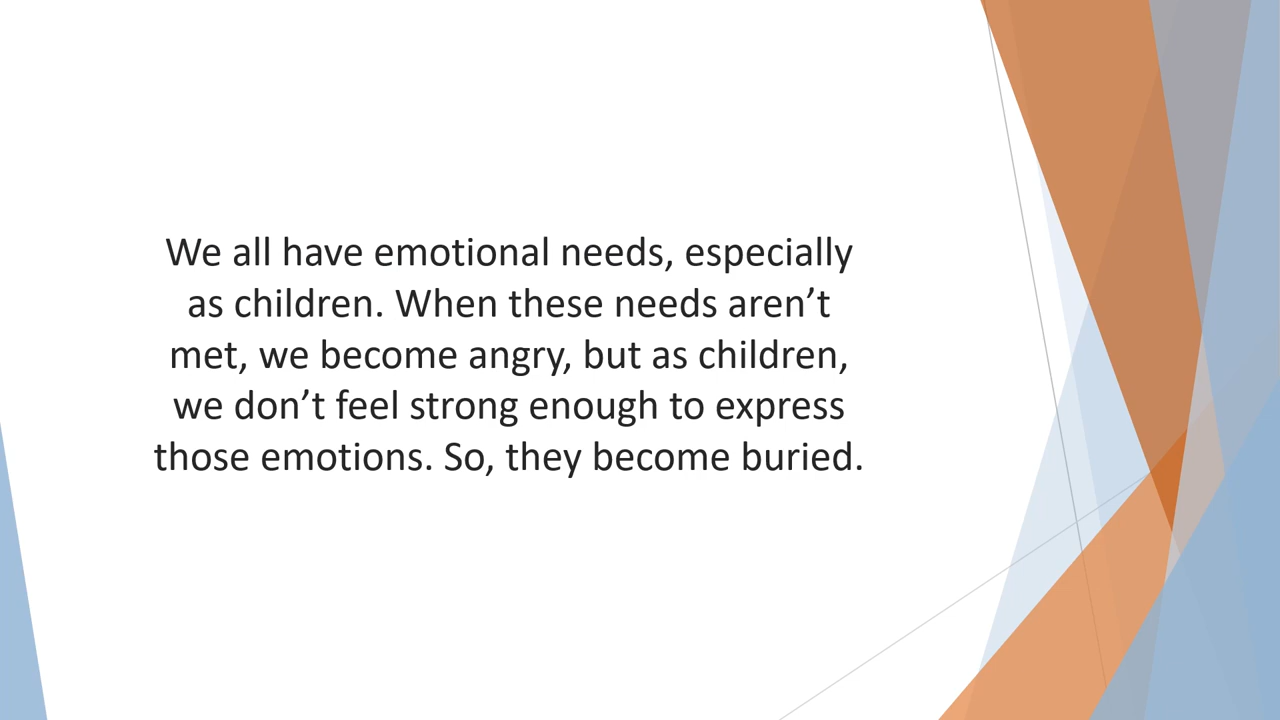 We all have emotional needs, especially
as children. When these needs aren’t
met, we become angry, but as children,
we don’t feel strong enough to express
those emotions. So, they become buried.